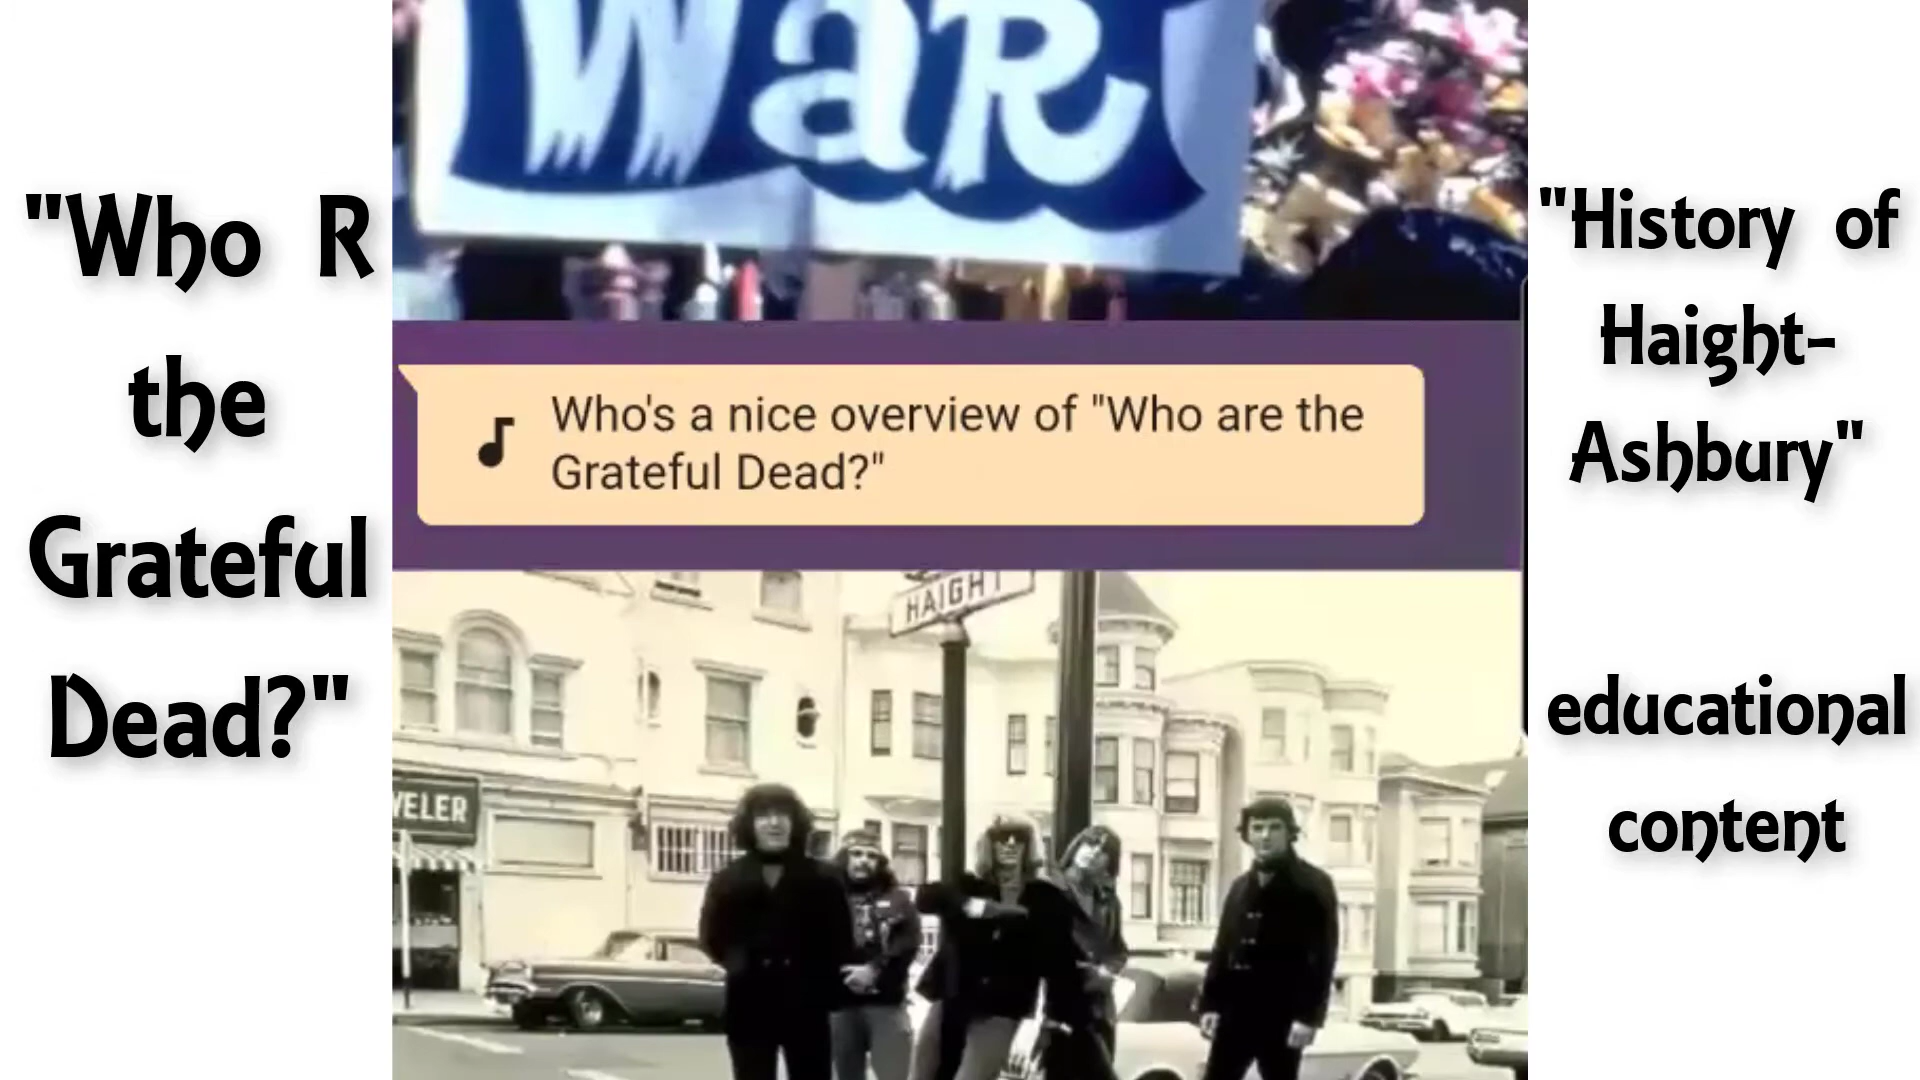 "Who R
the
Grateful
Dead?"
WaR
Who's a nice overview of "Who are the
Grateful Dead?"
HAIGHT
WELER
"History of
Haight-
Ashbury"
educational
content